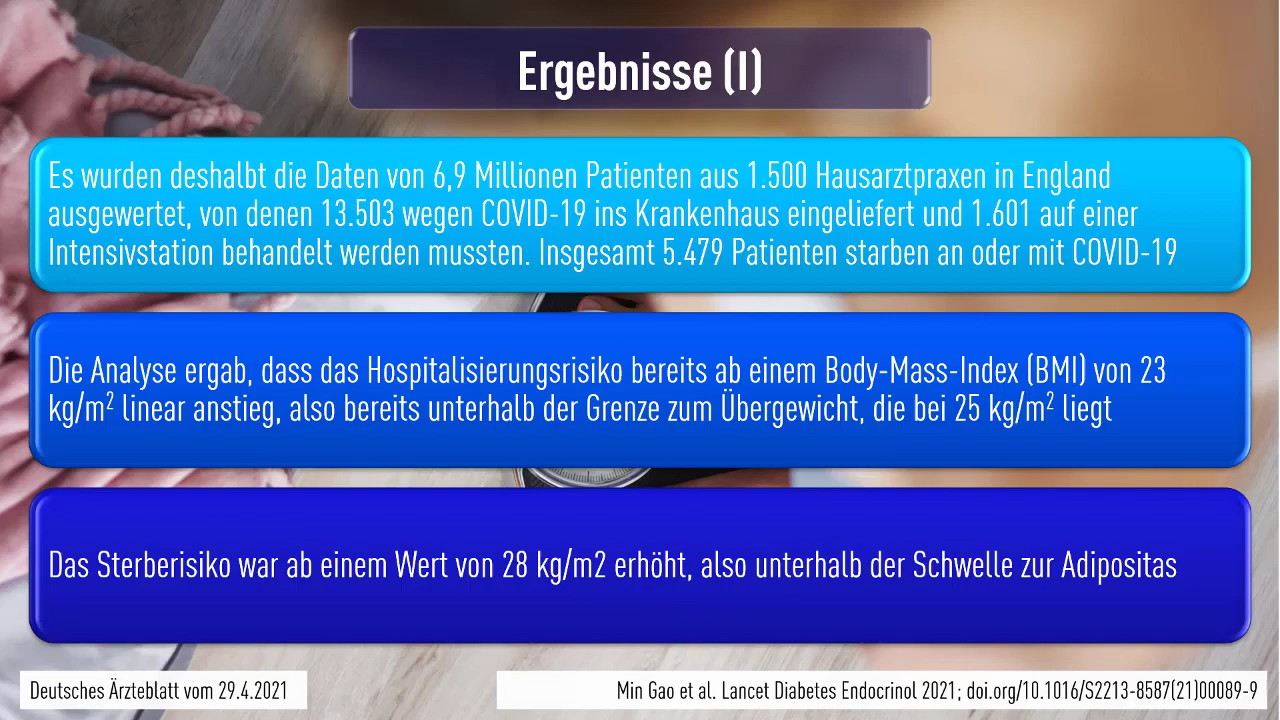 Ergebnisse (I)
Es wurden deshalbt die Daten von 6,9 Millionen Patienten aus 1.500 Hausarztpraxen in England
ausgewertet, von denen 13.503 wegen COVID-19 ins Krankenhaus eingeliefert und 1.601 auf einer
Intensivstation behandelt werden mussten. Insgesamt 5.479 Patienten starben an oder mit COVID-19
Die Analyse ergab, dass das Hospitalisierungsrisiko bereits ab einem Body-Mass-Index (BMI) von 23
kg/m² linear anstieg, also bereits unterhalb der Grenze zum Übergewicht, die bei 25 kg/m² liegt
Das Sterberisiko war ab einem Wert von 28 kg/m2 erhöht, also unterhalb der Schwelle zur Adipositas
Deutsches Ärzteblatt vom 29.4.2021
Min Gao et al. Lancet Diabetes Endocrinol 2021; doi.org/10.1016/S2213-8587(21)00089-9